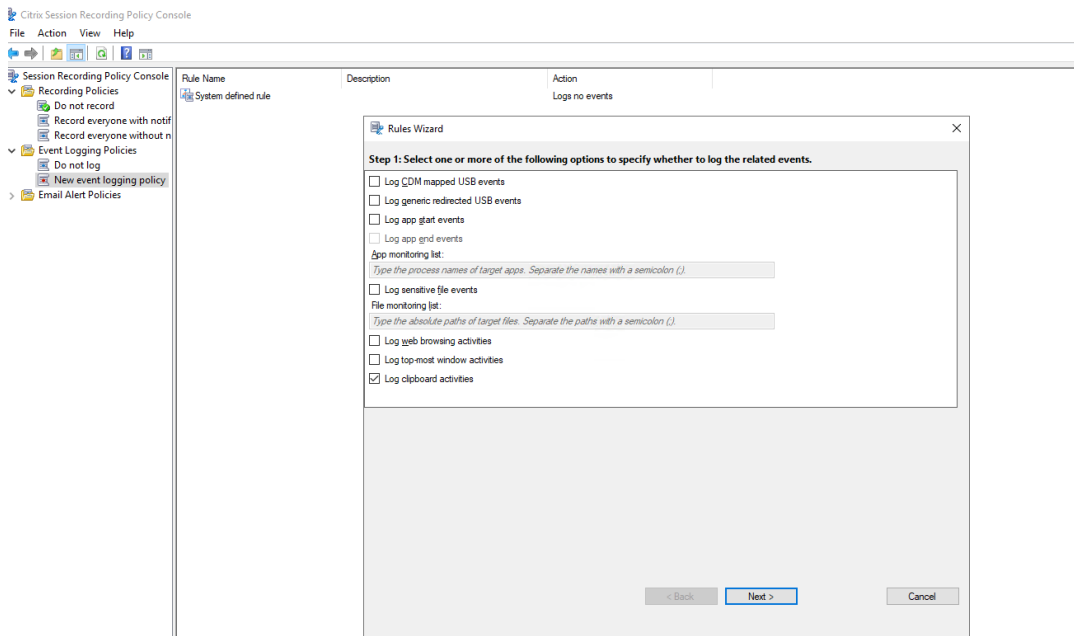 Citrix Session Recording Policy Console
File Action View Help
Session Recording Policy Console
Recording Policies
Do not record
Record everyone with notif
Record everyone without n
Event Logging Policies
Do not log
New event logging policy
Email Alert Policies
Rule Name Description Action
System defined rule Logs no events
Rules Wizard
Step 1: Select one or more of the following options to specify whether to log the related events.
Log CDM mapped USB events
Log generic redirected USB events
Log app start events
Log app end events
App monitoring list:
Type the process names of target apps. Separate the names with a semicolon (;).
Log sensitive file events
File monitoring list:
Type the absolute paths of target files. Separate the paths with a semicolon (;).
Log web browsing activities
Log top-most window activities
Log clipboard activities
< Back Next > Cancel